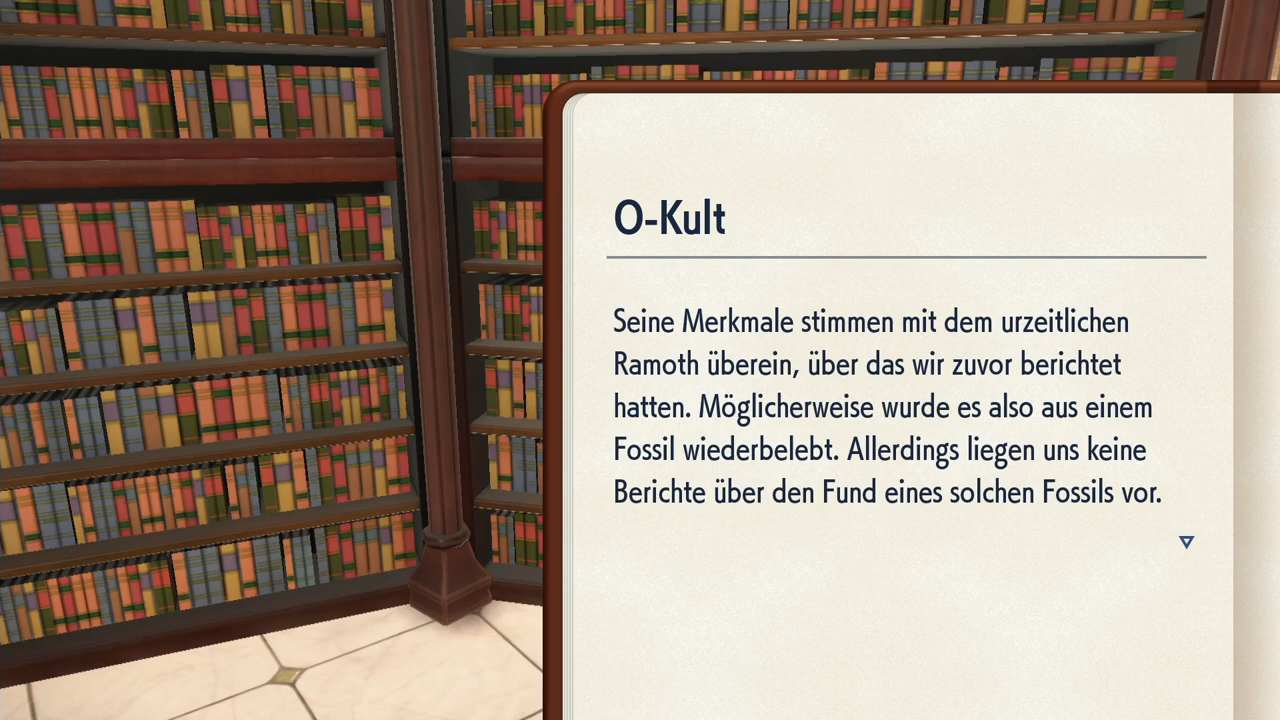 O-Kult
Seine Merkmale stimmen mit dem urzeitlichen
Ramoth überein, über das wir zuvor berichtet
hatten. Möglicherweise wurde es also aus einem
Fossil wiederbelebt. Allerdings liegen uns keine
Berichte über den Fund eines solchen Fossils vor.